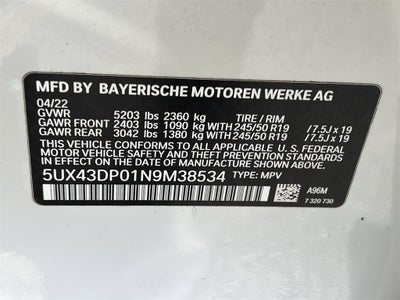 MFD BY BAYERISCHE MOTOREN WERKE AG
04/22
GVWR 5203 lbs 2360 kg TIRE / RIM
GAWR FRONT 2403 lbs 1090 kg WITH 245/50 R19 / 7.5J x 19
GAWR REAR 3042 lbs 1380 kg WITH 245/50 R19 / 7.5J x 19
THIS VEHICLE CONFORMS TO ALL APPLICABLE U. S. FEDERAL
MOTOR VEHICLE SAFETY AND THEFT PREVENTION STANDARDS
IN EFFECT ON THE DATE OF MANUFACTURE SHOWN ABOVE.
5UX43DP01N9M38534 TYPE: MPV
A96M
7 320 730